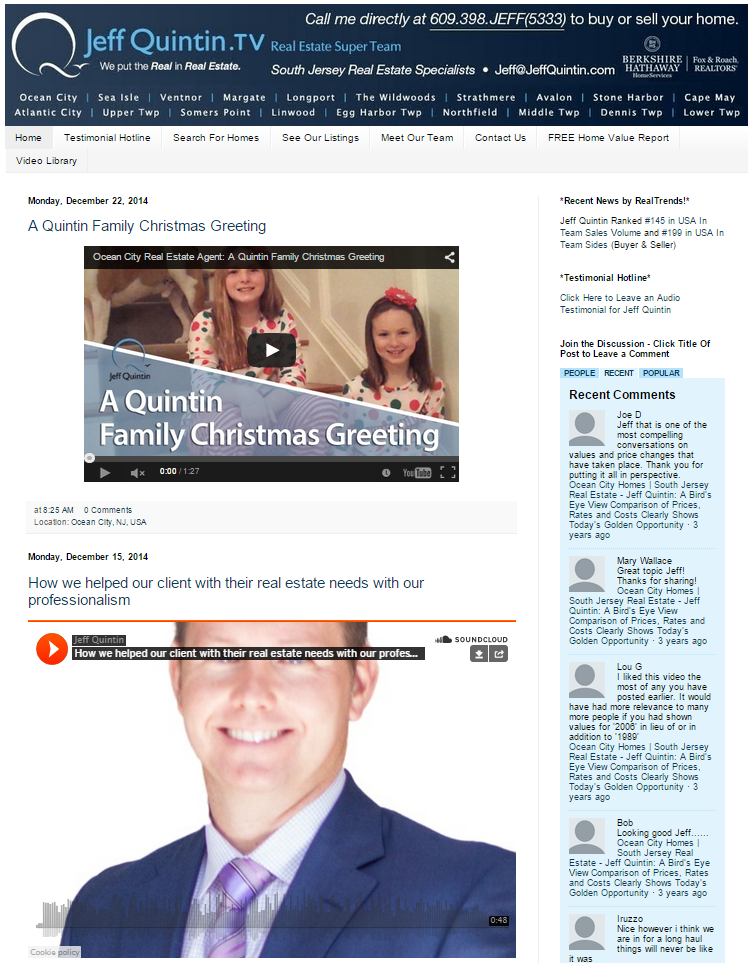 Call me directly at 609.398.JEFF(5333) to buy or sell your home.
Jeff Quintin.TV Real Estate Super Team
We put the Real in Real Estate.
South Jersey Real Estate Specialists • Jeff@JeffQuintin.com
BERKSHIRE HATHAWAY
HomeServices
Fox & Roach, REALTORS®
Ocean City | Sea Isle | Ventnor | Margate | Longport | The Wildwoods | Strathmere | Avalon | Stone Harbor | Cape May
Atlantic City | Upper Twp | Somers Point | Linwood | Egg Harbor Twp | Northfield | Middle Twp | Dennis Twp | Lower Twp
Home Testimonial Hotline Search For Homes See Our Listings Meet Our Team Contact Us FREE Home Value Report
Video Library
Monday, December 22, 2014
A Quintin Family Christmas Greeting
Ocean City Real Estate Agent: A Quintin Family Christmas Greeting
Jeff Quintin
A Quintin
Family Christmas Greeting
0:00 / 1:27
YouTube
at 8:25 AM 0 Comments
Location: Ocean City, NJ, USA
Monday, December 15, 2014
How we helped our client with their real estate needs with our
professionalism
Jeff Quintin
SOUNDCLOUD
How we helped our client with their real estate needs with our profes...
0:48
Cookie policy
*Recent News by RealTrends!*
Jeff Quintin Ranked #145 in USA In
Team Sales Volume and #199 in USA In
Team Sides (Buyer & Seller)
*Testimonial Hotline*
Click Here to Leave an Audio
Testimonial for Jeff Quintin
Join the Discussion - Click Title Of
Post to Leave a Comment
PEOPLE RECENT POPULAR
Recent Comments
Joe D
Jeff that is one of the
most compelling
conversations on
values and price changes that
have taken place. Thank you for
putting it all in perspective.
Ocean City Homes | South Jersey
Real Estate - Jeff Quintin: A Bird's
Eye View Comparison of Prices,
Rates and Costs Clearly Shows
Today's Golden Opportunity · 3
years ago
Mary Wallace
Great topic Jeff!
Thanks for sharing!
Ocean City Homes |
South Jersey Real Estate - Jeff
Quintin: A Bird's Eye View
Comparison of Prices, Rates and
Costs Clearly Shows Today's
Golden Opportunity · 3 years ago
Lou G
I liked this video the
most of any you have
posted earlier. It would
have had more relevance to many
more people if you had shown
values for '2006' in lieu of or in
addition to '1989'
Ocean City Homes | South Jersey
Real Estate - Jeff Quintin: A Bird's
Eye View Comparison of Prices,
Rates and Costs Clearly Shows
Today's Golden Opportunity · 3
years ago
Bob
Looking good Jeff......
Ocean City Homes |
South Jersey Real
Estate - Jeff Quintin: A Bird's Eye
View Comparison of Prices, Rates
and Costs Clearly Shows Today's
Golden Opportunity · 3 years ago
Iruzzo
Nice however i think we
are in for a long haul
things will never be like
it was